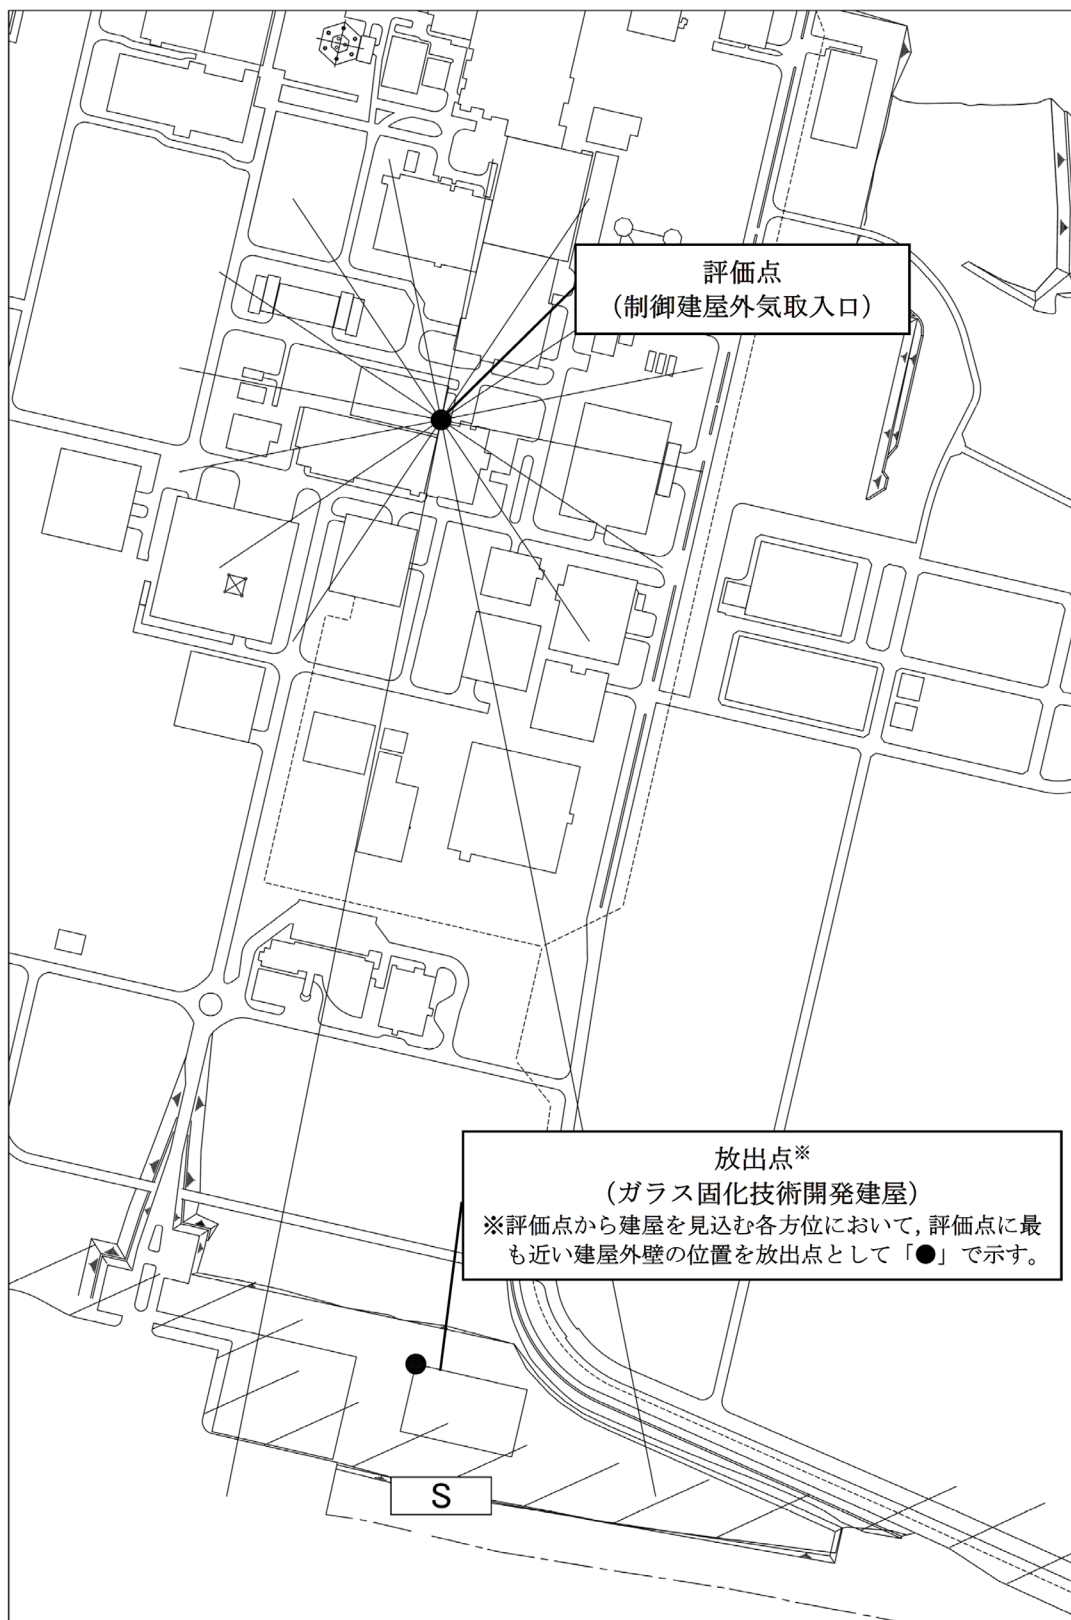 評価点
（制御建屋外気取入口）
放出点※
（ガラス固化技術開発建屋）
※評価点から建屋を見込む各方位において，評価点に最
も近い建屋外壁の位置を放出点として「●」で示す。
S